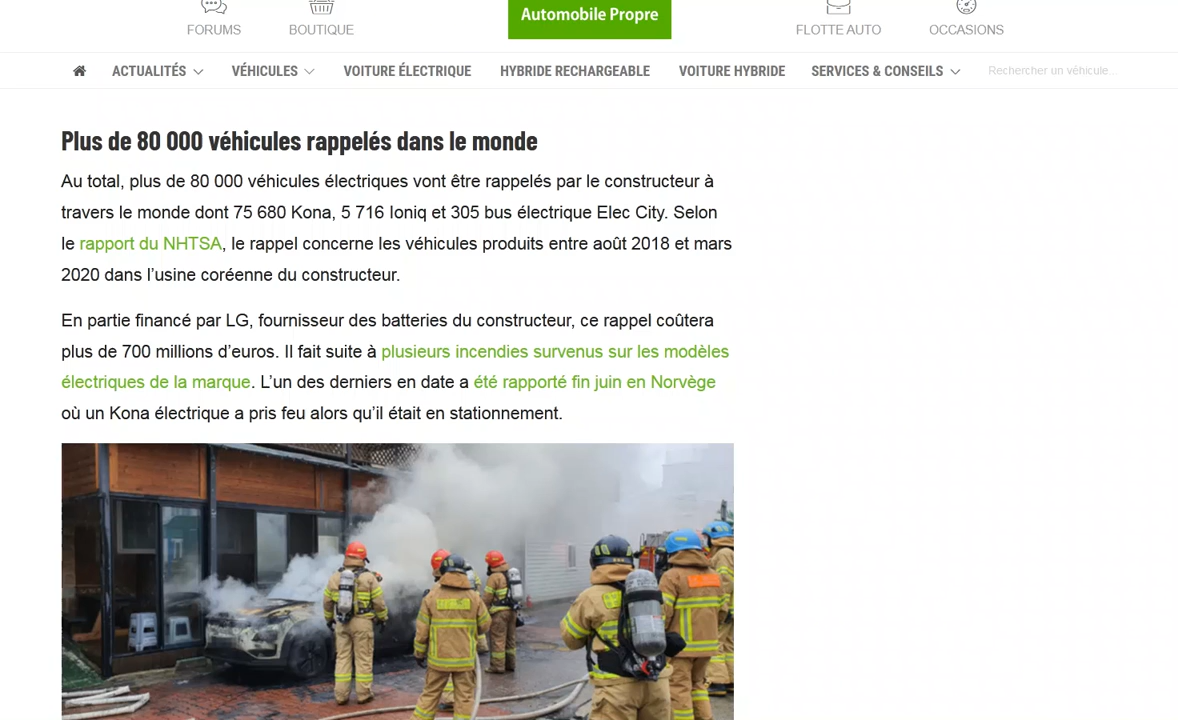 FORUMS
BOUTIQUE
Automobile Propre
FLOTTE AUTO
OCCASIONS
ACTUALITÉS
VÉHICULES
VOITURE ÉLECTRIQUE
HYBRIDE RECHARGEABLE
VOITURE HYBRIDE
SERVICES & CONSEILS
Rechercher un véhicule...
Plus de 80 000 véhicules rappelés dans le monde
Au total, plus de 80 000 véhicules électriques vont être rappelés par le constructeur à
travers le monde dont 75 680 Kona, 5 716 Ioniq et 305 bus électrique Elec City. Selon
le rapport du NHTSA, le rappel concerne les véhicules produits entre août 2018 et mars
2020 dans l’usine coréenne du constructeur.
En partie financé par LG, fournisseur des batteries du constructeur, ce rappel coûtera
plus de 700 millions d’euros. Il fait suite à plusieurs incendies survenus sur les modèles
électriques de la marque. L’un des derniers en date a été rapporté fin juin en Norvège
où un Kona électrique a pris feu alors qu’il était en stationnement.